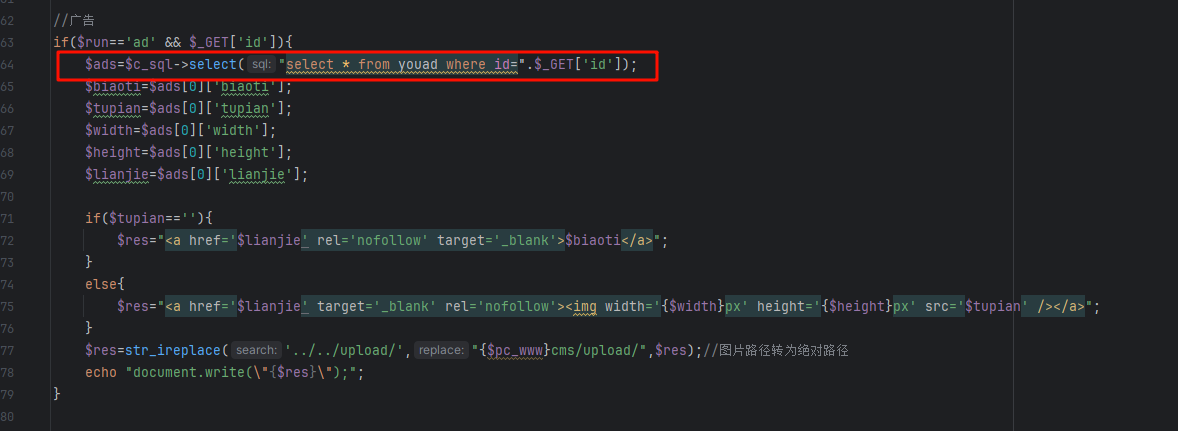 62 //广告
63 if($run=='ad' && $_GET['id']){
64 $ads=$c_sql->select( sql: "select * from youad where id=".$_GET['id']);
65 $biaoti=$ads[0]['biaoti'];
66 $tupian=$ads[0]['tupian'];
67 $width=$ads[0]['width'];
68 $height=$ads[0]['height'];
69 $lianjie=$ads[0]['lianjie'];
70
71 if($tupian==''){
72 $res="<a href='$lianjie' rel='nofollow' target='_blank'>$biaoti</a>";
73 }
74 else{
75 $res="<a href='$lianjie' target='_blank' rel='nofollow'><img width='{$width}px' height='{$height}px' src='$tupian' /></a>";
76 }
77 $res=str_ireplace( search: '../../upload/', replace: "{$pc_www}cms/upload/",$res);//图片路径转为绝对路径
78 echo "document.write(\"{$res}\");";
79 }
80